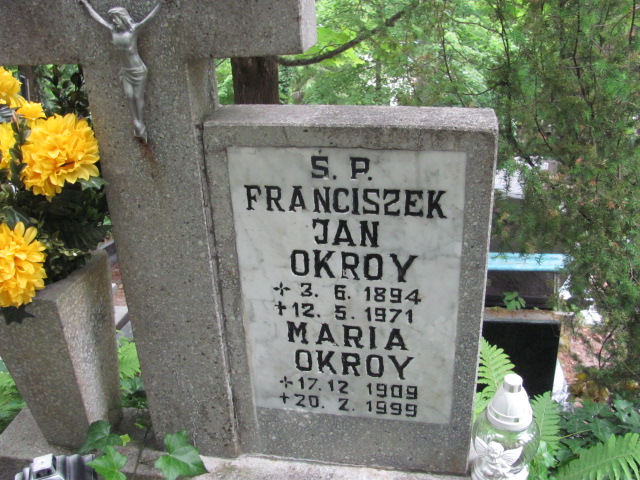 Ś. P.
FRANCISZEK
JAN
OKROY
✢ 3. 6. 1894
+ 12. 5. 1971
MARIA
OKROY
✢ 17. 12. 1909
+ 20. 2. 1999